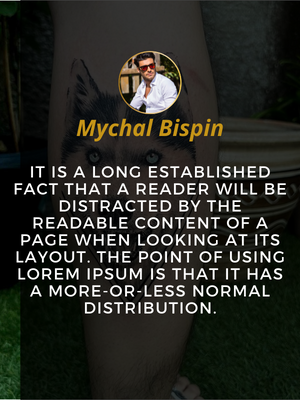 Mychal Bispin
IT IS A LONG ESTABLISHED
FACT THAT A READER WILL BE
DISTRACTED BY THE
READABLE CONTENT OF A
PAGE WHEN LOOKING AT ITS
LAYOUT. THE POINT OF USING
LOREM IPSUM IS THAT IT HAS
A MORE-OR-LESS NORMAL
DISTRIBUTION.